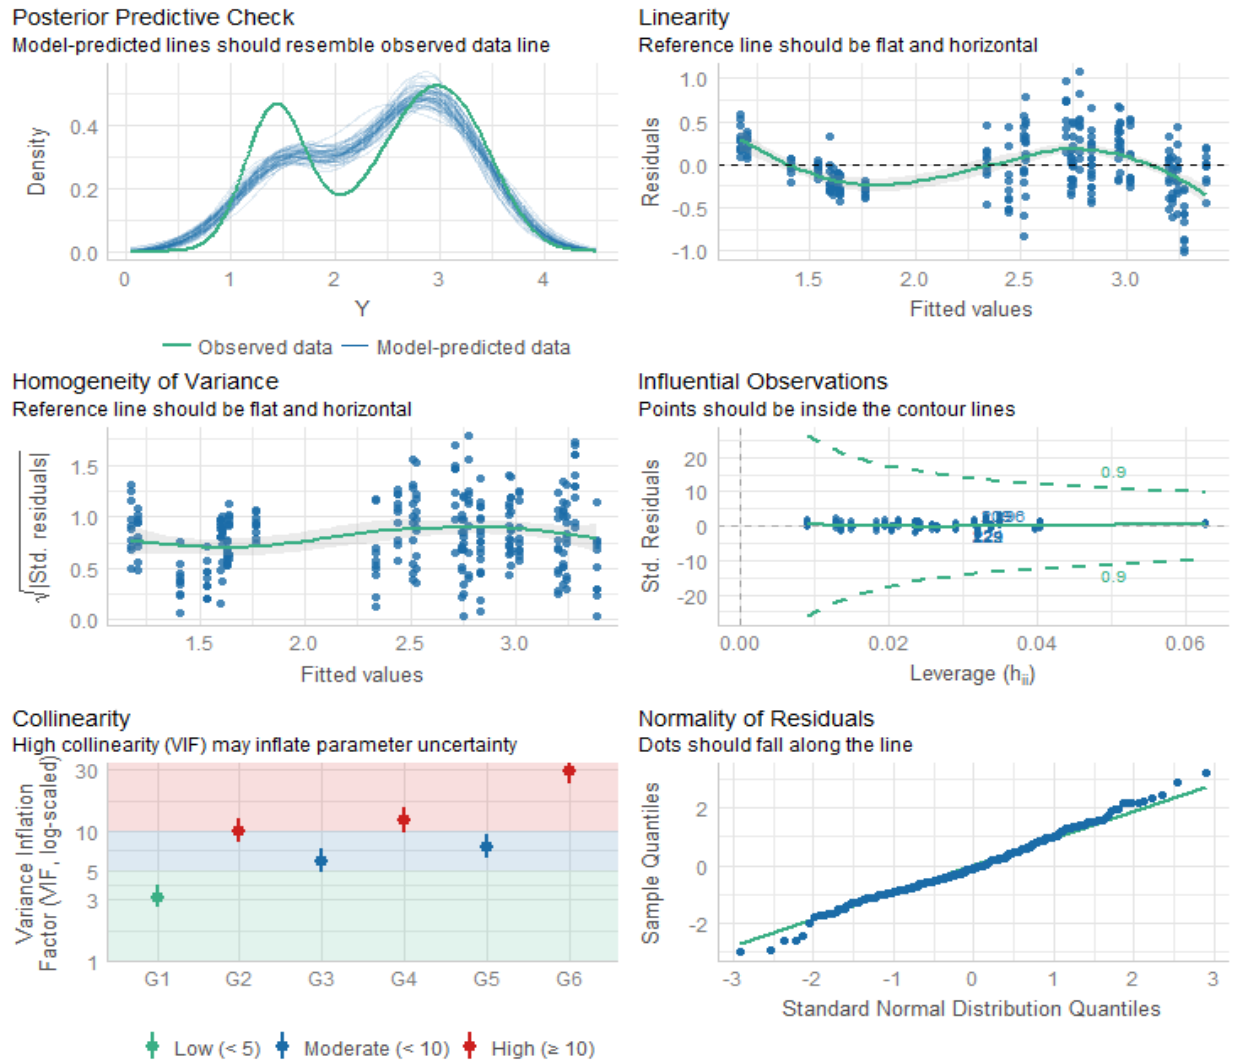 Posterior Predictive Check
Model-predicted lines should resemble observed data line
Density
0.4
0.2
0.0
0 1 2 3 4
Y
Observed data Model-predicted data
Linearity
Reference line should be flat and horizontal
Residuals
1.0
0.5
0.0
-0.5
-1.0
1.5 2.0 2.5 3.0
Fitted values
Homogeneity of Variance
Reference line should be flat and horizontal
√|Std. residuals|
1.5
1.0
0.5
0.0
1.5 2.0 2.5 3.0
Fitted values
Influential Observations
Points should be inside the contour lines
Std. Residuals
20
10
0
-10
-20
0.9
0.9
0.00 0.02 0.04 0.06
Leverage (hii)
Collinearity
High collinearity (VIF) may inflate parameter uncertainty
Variance Inflation
Factor (VIF, log-scaled)
30
10
5
3
1
G1 G2 G3 G4 G5 G6
Low (< 5) Moderate (< 10) High (≥ 10)
Normality of Residuals
Dots should fall along the line
Sample Quantiles
2
0
-2
-3 -2 -1 0 1 2 3
Standard Normal Distribution Quantiles